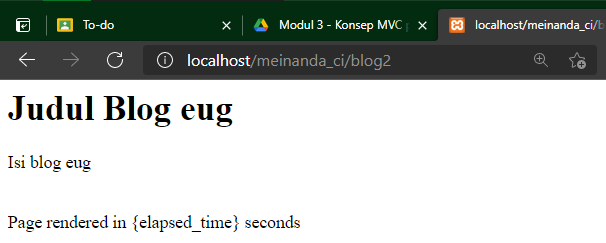 To-do
Modul 3 - Konsep MVC
localhost/meinanda_ci/b
localhost/meinanda_ci/blog2
Judul Blog eug
Isi blog eug
Page rendered in {elapsed_time} seconds